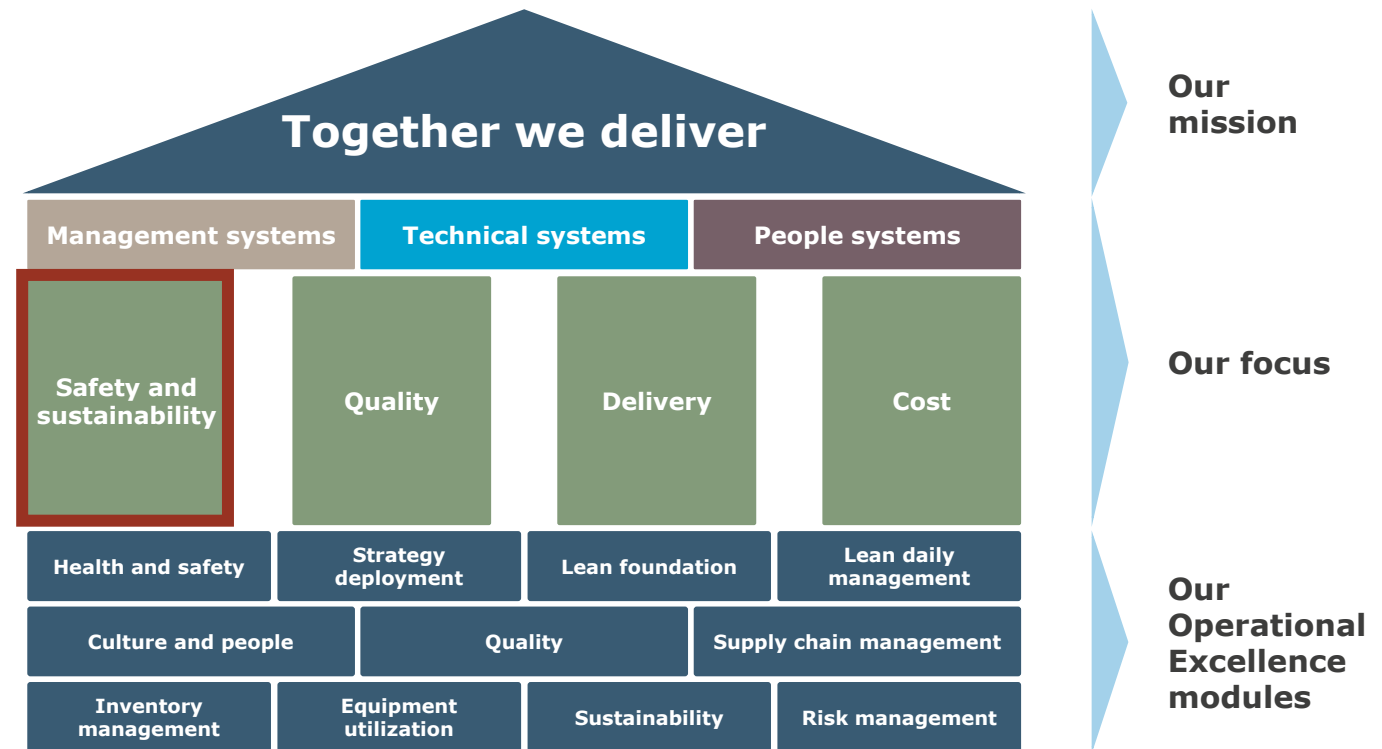 Together we deliver
Our
mission
Management systems
Technical systems
People systems
Safety and
sustainability
Quality
Delivery
Cost
Our focus
Health and safety
Strategy
deployment
Lean foundation
Lean daily
management
Culture and people
Quality
Supply chain management
Inventory
management
Equipment
utilization
Sustainability
Risk management
Our
Operational
Excellence
modules